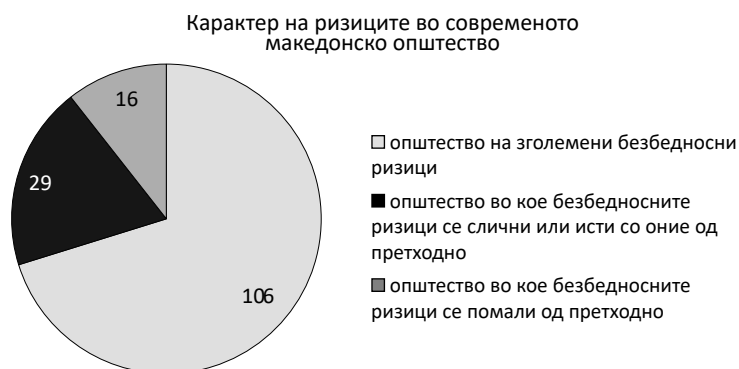 Карактер на ризиците во современото
македонско општество
16
29
106
општество на зголемени безбедносни
ризици
општество во кое безбедносните
ризици се слични или исти со оние од
претходно
општество во кое безбедносните
ризици се помали од претходно